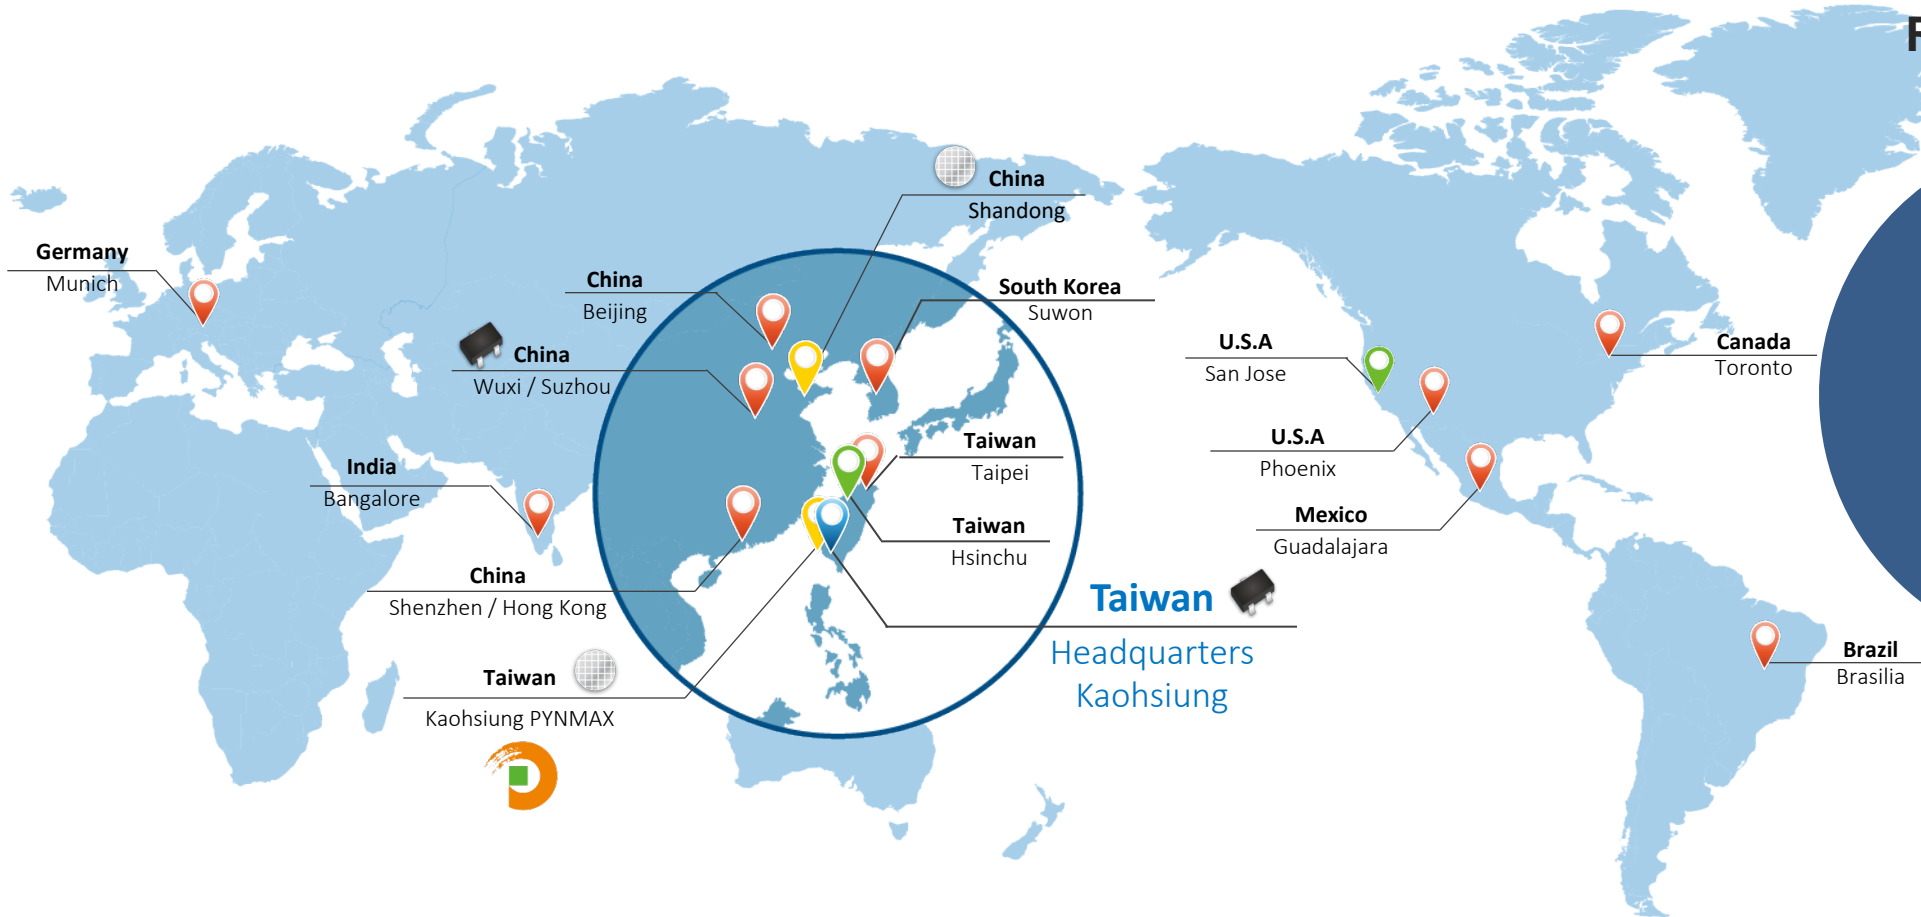 China
Shandong
Germany
Munich
China
Beijing
South Korea
Suwon
China
Wuxi / Suzhou
U.S.A
San Jose
Canada
Toronto
India
Bangalore
Taiwan
Taipei
U.S.A
Phoenix
Taiwan
Hsinchu
Mexico
Guadalajara
China
Shenzhen / Hong Kong
Taiwan
Headquarters
Kaohsiung
Taiwan
Kaohsiung PYNMAX
Brazil
Brasilia